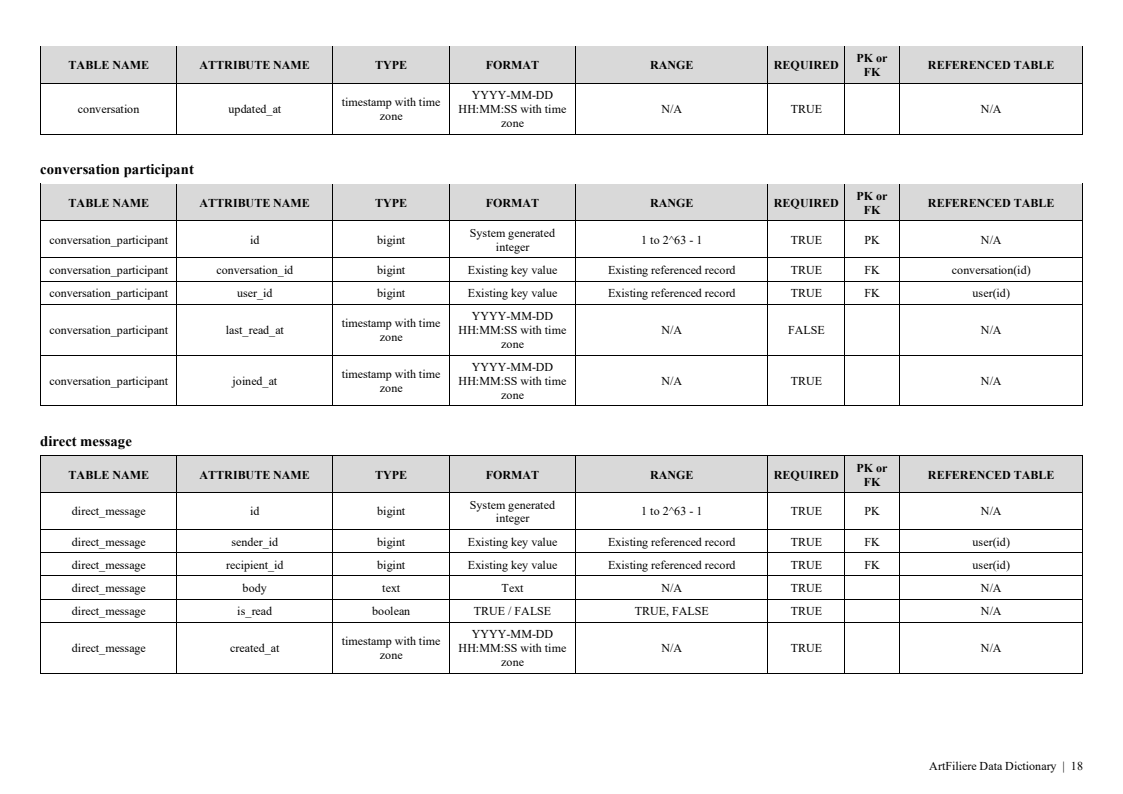 TABLE NAME ATTRIBUTE NAME TYPE FORMAT RANGE REQUIRED PK or FK REFERENCED TABLE
conversation updated_at timestamp with time zone YYYY-MM-DD HH:MM:SS with time zone N/A TRUE N/A
conversation participant
TABLE NAME ATTRIBUTE NAME TYPE FORMAT RANGE REQUIRED PK or FK REFERENCED TABLE
conversation_participant id bigint System generated integer 1 to 2^63 - 1 TRUE PK N/A
conversation_participant conversation_id bigint Existing key value Existing referenced record TRUE FK conversation(id)
conversation_participant user_id bigint Existing key value Existing referenced record TRUE FK user(id)
conversation_participant last_read_at timestamp with time zone YYYY-MM-DD HH:MM:SS with time zone N/A FALSE N/A
conversation_participant joined_at timestamp with time zone YYYY-MM-DD HH:MM:SS with time zone N/A TRUE N/A
direct message
TABLE NAME ATTRIBUTE NAME TYPE FORMAT RANGE REQUIRED PK or FK REFERENCED TABLE
direct_message id bigint System generated integer 1 to 2^63 - 1 TRUE PK N/A
direct_message sender_id bigint Existing key value Existing referenced record TRUE FK user(id)
direct_message recipient_id bigint Existing key value Existing referenced record TRUE FK user(id)
direct_message body text Text N/A TRUE N/A
direct_message is_read boolean TRUE / FALSE TRUE, FALSE TRUE N/A
direct_message created_at timestamp with time zone YYYY-MM-DD HH:MM:SS with time zone N/A TRUE N/A
ArtFiliere Data Dictionary | 18